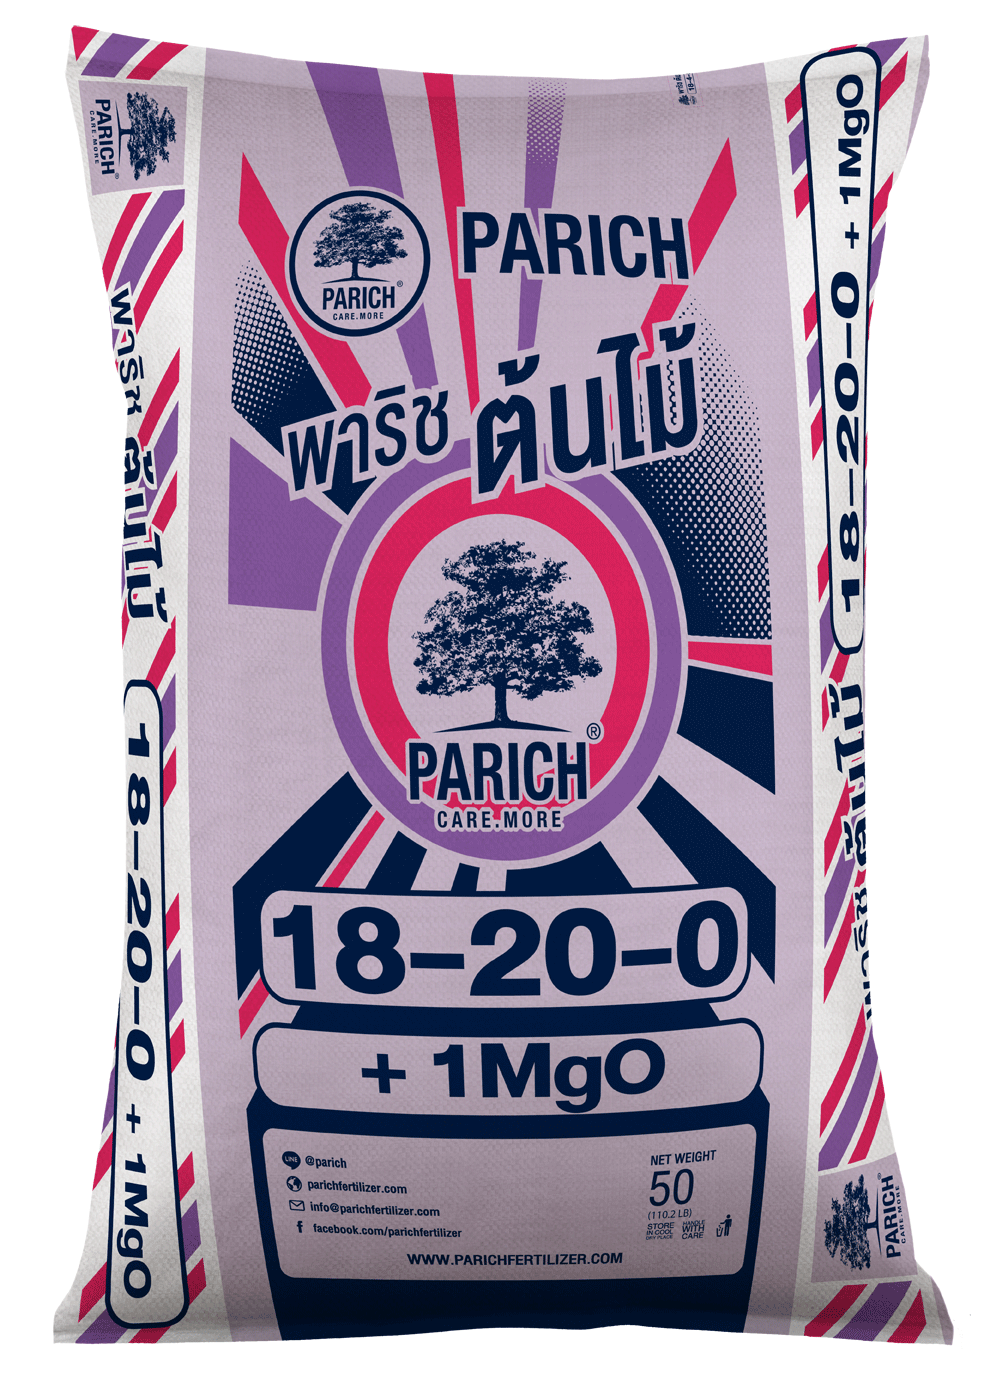 PARICH
CARE.MORE
18-20-0 + 1MgO
PARICH®
CARE.MORE
PARICH
พาริช ต้นไม้
PARICH®
CARE.MORE
18-20-0
+ 1MgO
LINE @parich
parichfertilizer.com
info@parichfertilizer.com
f facebook.com/parichfertilizer
NET WEIGHT
50
(110.2 LB)
STORE
IN COOL
DAY PLACE
HANDLE
WITH
CARE
WWW.PARICHFERTILIZER.COM
พาริช ต้นไม้
18-20-0 + 1MgO
พาริช ต้นไม้
PARICH
CARE.MORE